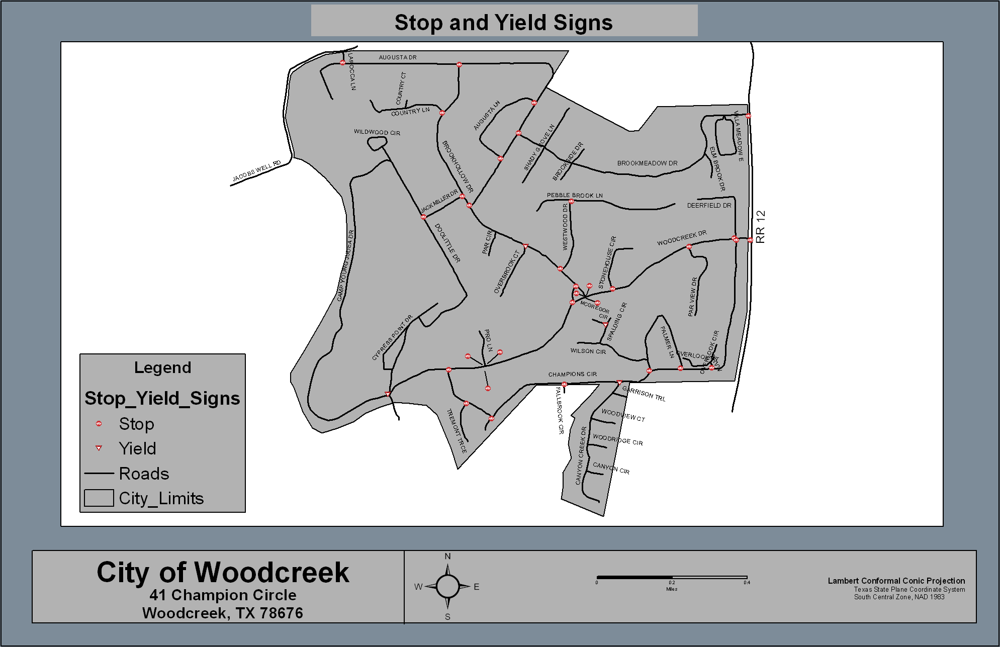 Stop and Yield Signs
AUGUSTA DR
LAROCCA LN
COUNTRY CT
COUNTRY LN
AUGUSTA LN
WILDWOOD CIR
BROOKHOLLOW DR
SHADY GROVE LN
BROOKSIDE DR
VILLA MEADOW E
ELM BROOK DR
BROOKMEADOW DR
JACOBS WELL RD
JACK MILLER DR
PEBBLE BROOK LN
DEERFIELD DR
RR 12
WESTWOOD DR
WOODCREEK DR
DOOLITTLE DR
PAR CIR
OVERBROOK CT
STONEHOUSE CIR
CAMP YOUNG JUDEA DR
PAR VIEW DR
MCGREGOR
CIR
SPALDING CIR
CYPRESS POINT DR
PRO LN
WILSON CIR
PALMER LN
OVERLOOK CT
OVERLOOK CIR
CHAMPIONS CIR
GARRISON TRL
FALLBROOK CIR
TREMONT TRCE
WOODVIEW CT
WOODRIDGE CIR
CANYON CREEK DR
CANYON CIR
Legend
Stop_Yield_Signs
Stop
Yield
Roads
City_Limits
City of Woodcreek
41 Champion Circle
Woodcreek, TX 78676
N
W E
S
0 0.2 0.4
Miles
Lambert Conformal Conic Projection
Texas State Plane Coordinate System
South Central Zone, NAD 1983